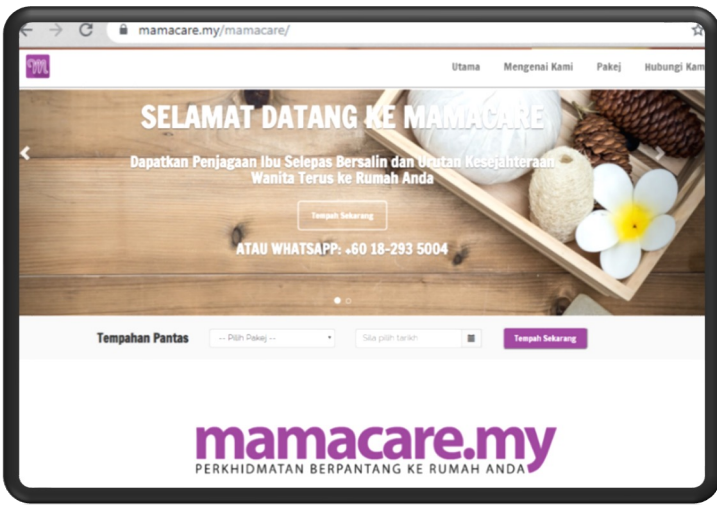 mamacare.my/mamacare/
m
Utama Mengenai Kami Pakej Hubungi Kam
SELAMAT DATANG KE MAMACARE
Dapatkan Penjagaan Ibu Selepas Bersalin dan Urutan Kesejahteraan
Wanita Terus ke Rumah Anda
Tempah Sekarang
ATAU WHATSAPP: +60 18-293 5004
Tempahan Pantas -- Pilih Pakej -- Sila pilih tarikh Tempah Sekarang
mamacare.my
PERKHIDMATAN BERPANTANG KE RUMAH ANDA